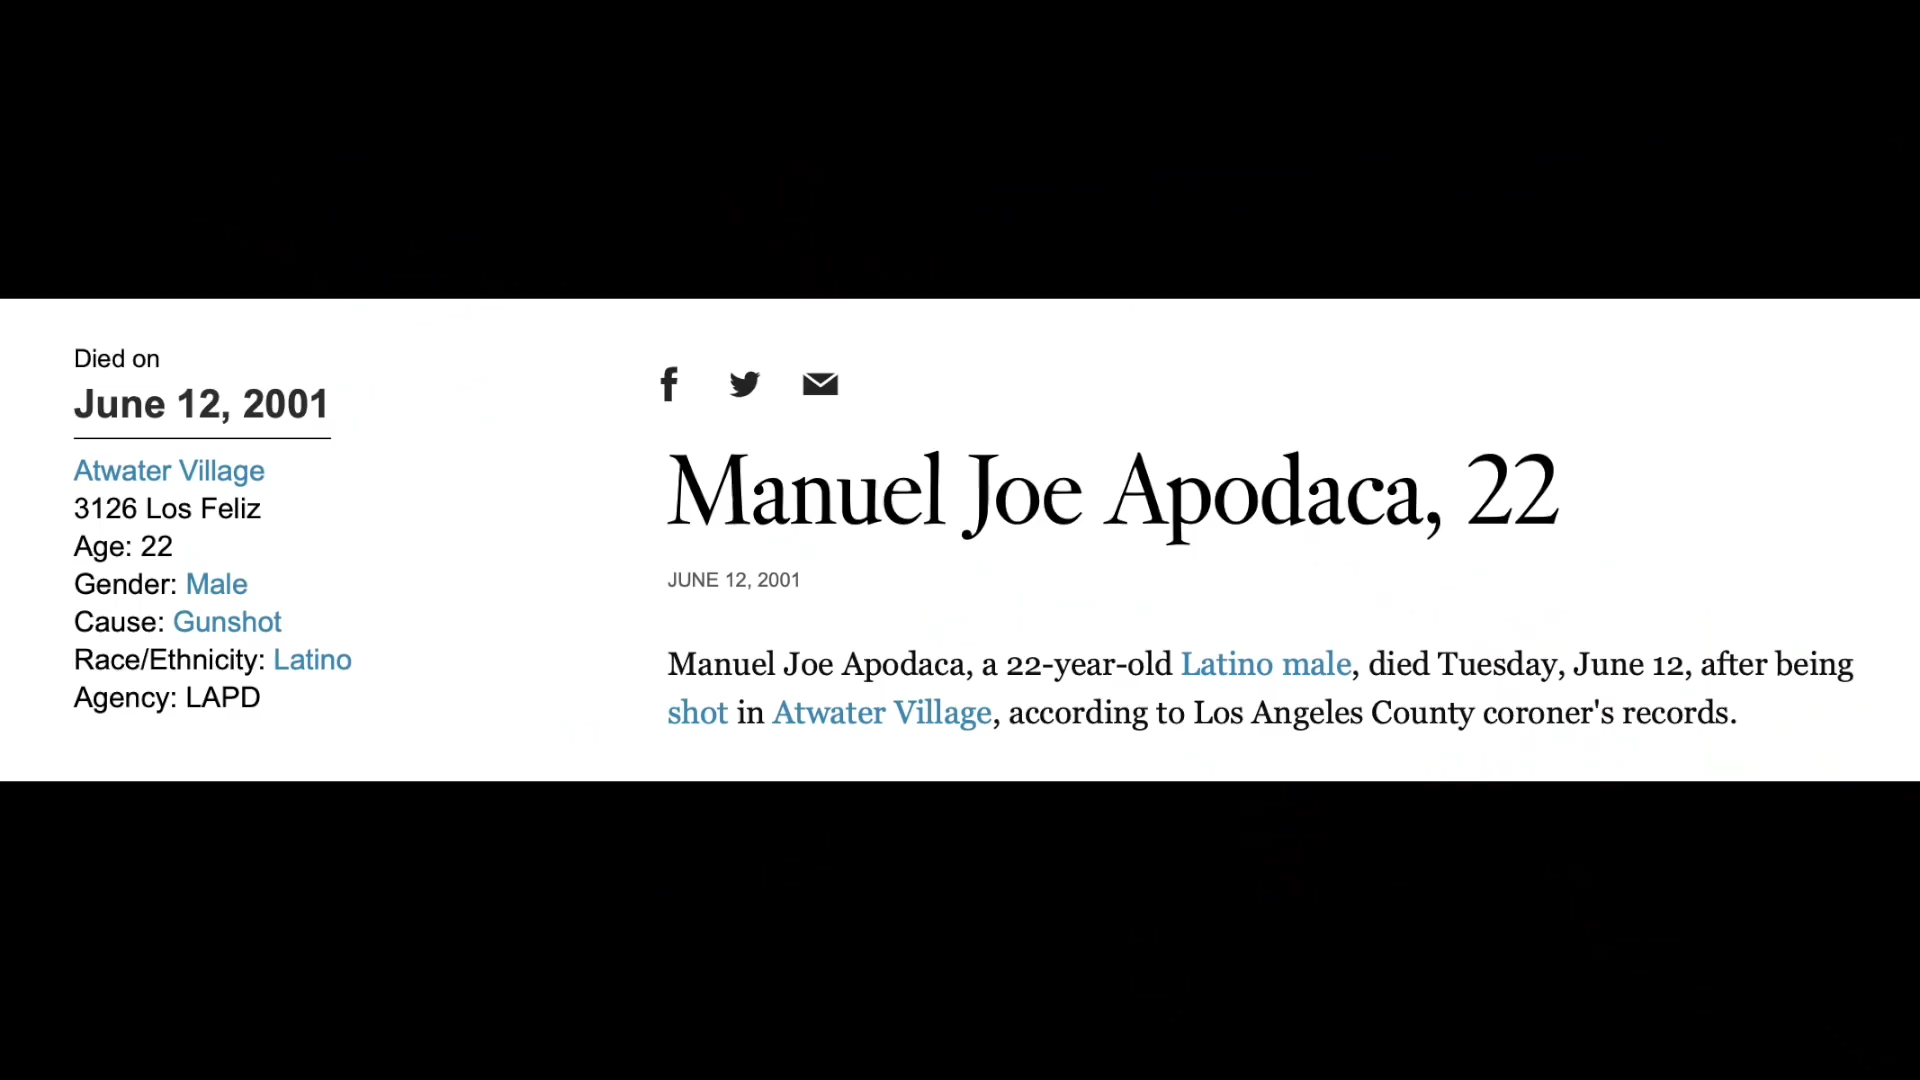 Died on
June 12, 2001
Atwater Village
3126 Los Feliz
Age: 22
Gender: Male
Cause: Gunshot
Race/Ethnicity: Latino
Agency: LAPD
Manuel Joe Apodaca, 22
JUNE 12, 2001
Manuel Joe Apodaca, a 22-year-old Latino male, died Tuesday, June 12, after being
shot in Atwater Village, according to Los Angeles County coroner's records.